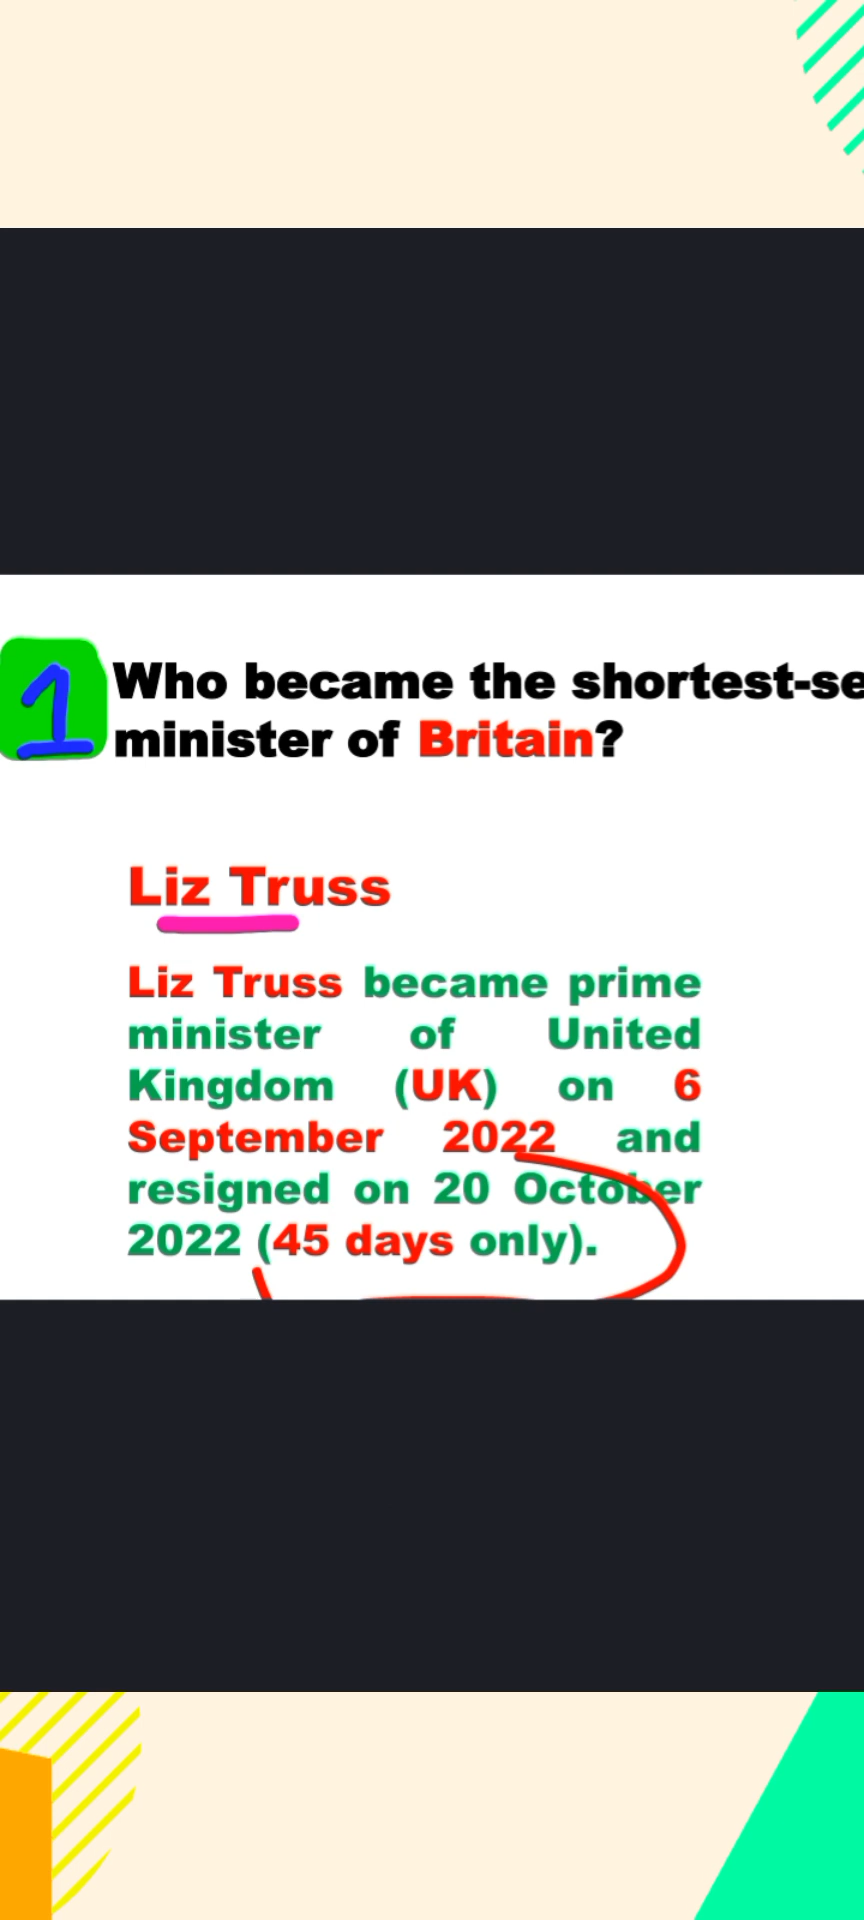 1
Who became the shortest-se
minister of Britain?
Liz Truss
Liz Truss became prime
minister of United
Kingdom (UK) on 6
September 2022 and
resigned on 20 October
2022 (45 days only).